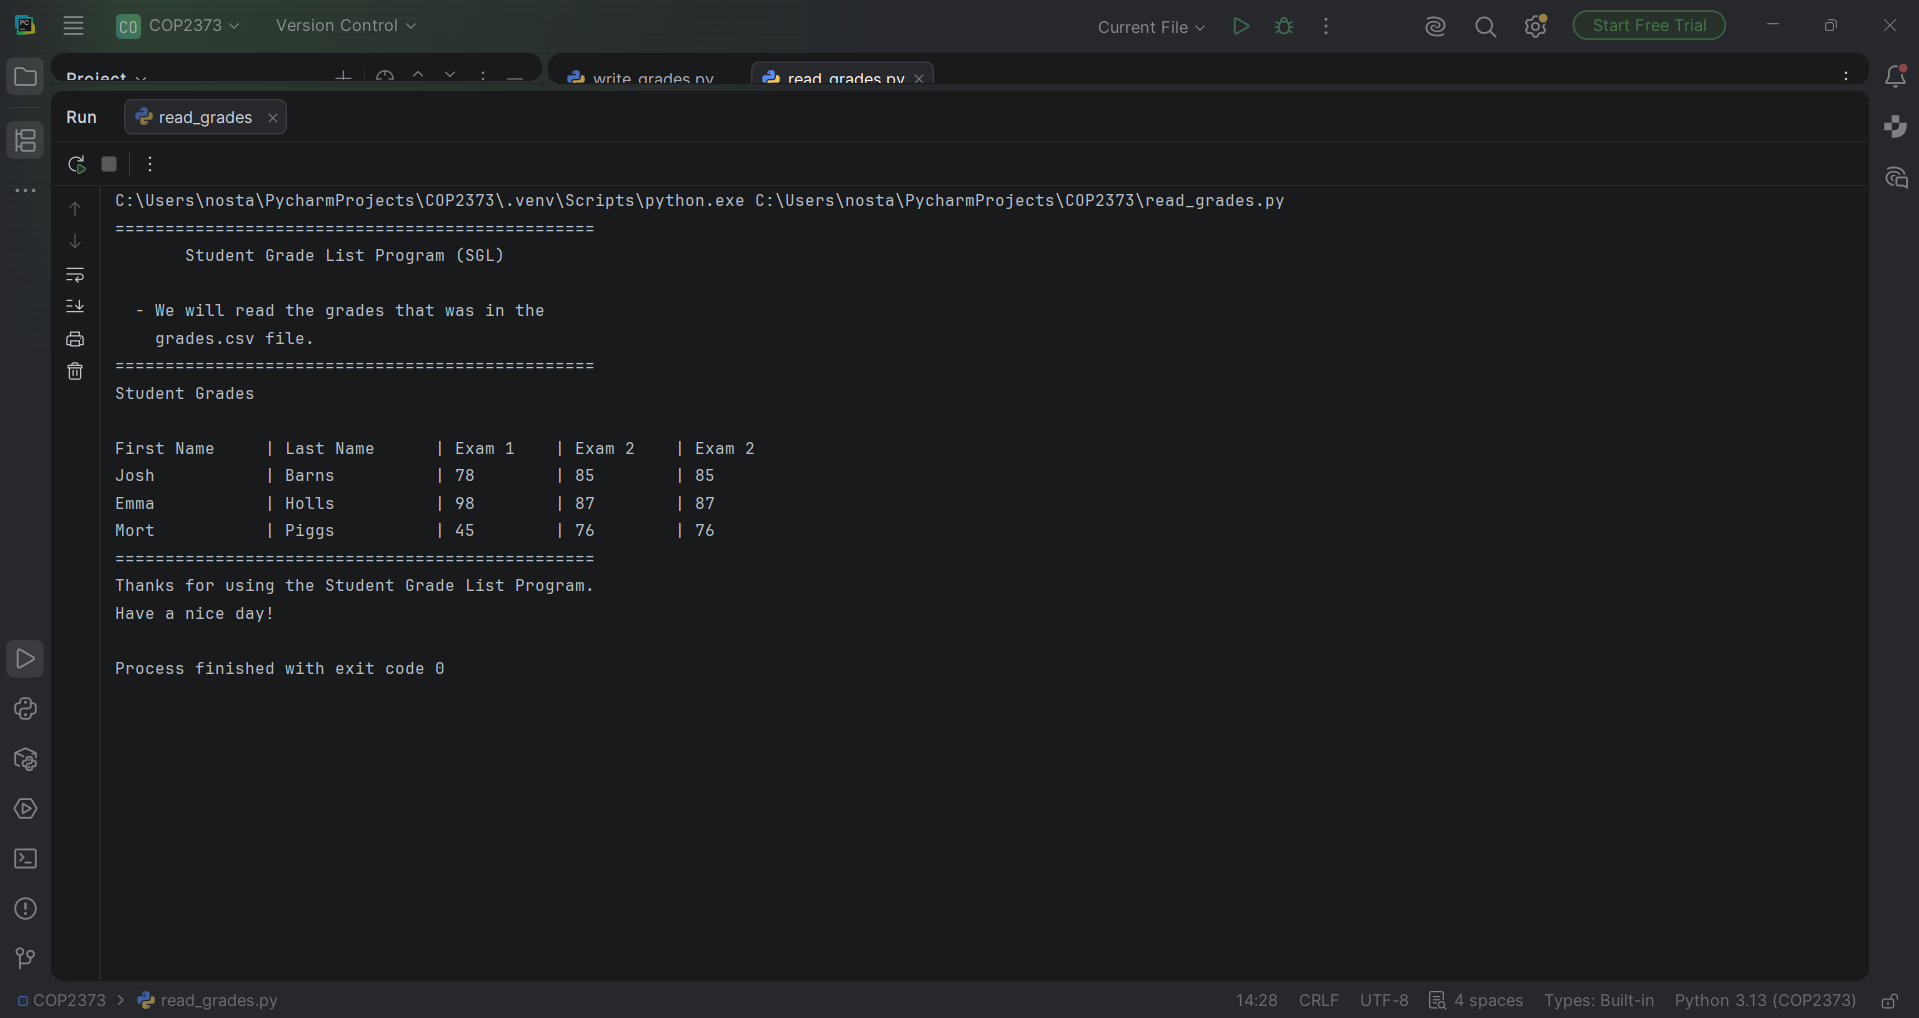 CO COP2373 Version Control Current File Start Free Trial
Project write_grades.py read_grades.py
Run read_grades
C:\Users\nosta\PycharmProjects\COP2373\.venv\Scripts\python.exe C:\Users\nosta\PycharmProjects\COP2373\read_grades.py
================================================
Student Grade List Program (SGL)
- We will read the grades that was in the
grades.csv file.
================================================
Student Grades
First Name | Last Name | Exam 1 | Exam 2 | Exam 2
Josh | Barns | 78 | 85 | 85
Emma | Holls | 98 | 87 | 87
Mort | Piggs | 45 | 76 | 76
================================================
Thanks for using the Student Grade List Program.
Have a nice day!
Process finished with exit code 0
COP2373 > read_grades.py 14:28 CRLF UTF-8 4 spaces Types: Built-in Python 3.13 (COP2373)